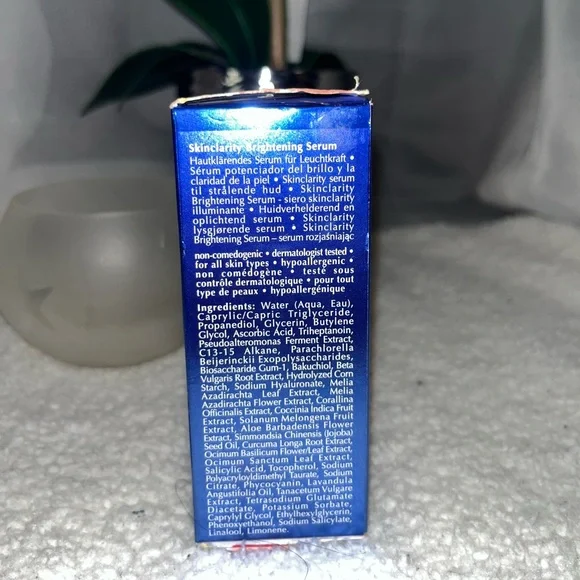 Skinclarity Brightening Serum
Hautklärendes Serum für Leuchtkraft •
Sérum potenciador del brillo y la
claridad de la piel • Skinclarity serum
til strålende hud • Skinclarity
Brightening Serum - siero skinclarity
illuminante • Huidverhelderend en
oplichtend serum • Skinclarity
lysgjørende serum • Skinclarity
Brightening Serum – serum rozjaśniając
non-comedogenic • dermatologist tested •
for all skin types • hypoallergenic •
non comédogène • testé sous
contrôle dermatologique • pour tout
type de peaux • hypoallergénique
Ingredients: Water (Aqua, Eau),
Caprylic/Capric Triglyceride,
Propanediol, Glycerin, Butylene
Glycol, Ascorbic Acid, Triheptanoin,
Pseudoalteromonas Ferment Extract,
C13-15 Alkane, Parachlorella
Beijerinckii Exopolysaccharides,
Biosaccharide Gum-1, Bakuchiol, Beta
Vulgaris Root Extract, Hydrolyzed Corn
Starch, Sodium Hyaluronate, Melia
Azadirachta Leaf Extract, Melia
Azadirachta Flower Extract, Corallina
Officinalis Extract, Coccinia Indica Fruit
Extract, Solanum Melongena Fruit
Extract, Aloe Barbadensis Flower
Extract, Simmondsia Chinensis (Jojoba)
Seed Oil, Curcuma Longa Root Extract,
Ocimum Basilicum Flower/Leaf Extract,
Ocimum Sanctum Leaf Extract,
Salicylic Acid, Tocopherol, Sodium
Polyacryloyldimethyl Taurate, Sodium
Citrate, Phycocyanin, Lavandula
Angustifolia Oil, Tanacetum Vulgare
Extract, Tetrasodium Glutamate
Diacetate, Potassium Sorbate,
Caprylyl Glycol, Ethylhexylglycerin,
Phenoxyethanol, Sodium Salicylate,
Linalool, Limonene.